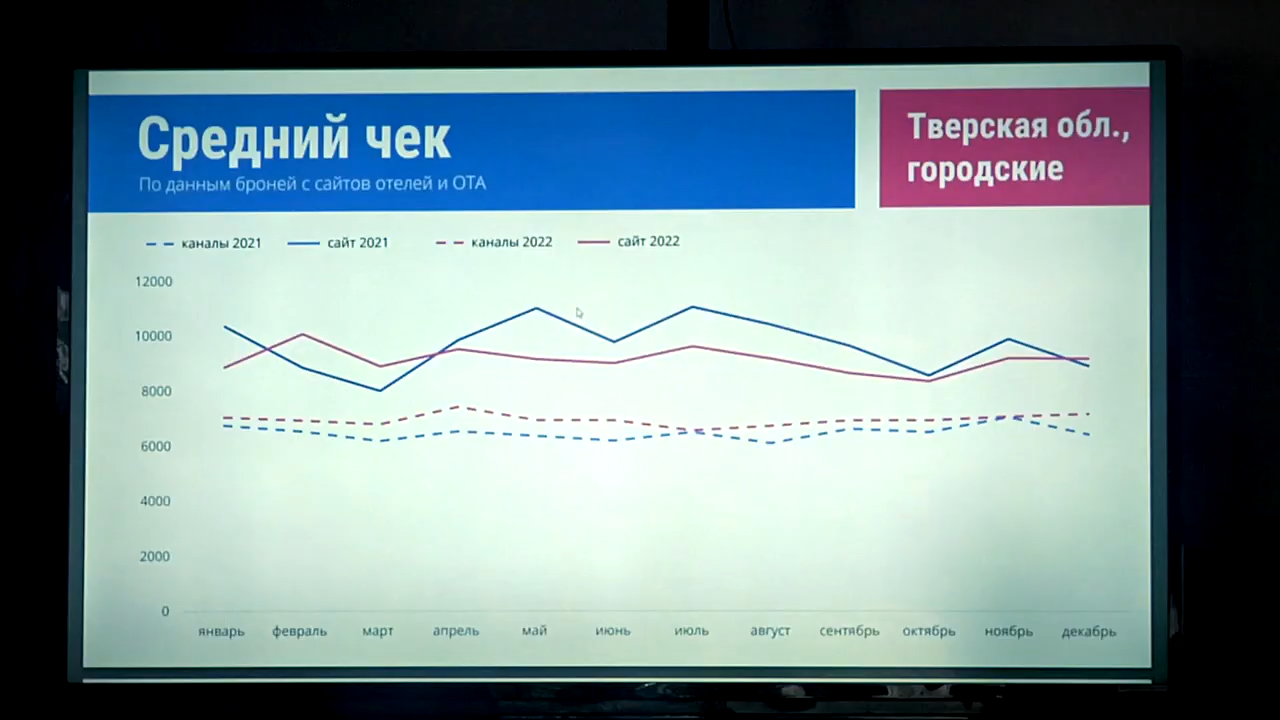 Средний чек
По данным броней с сайтов отелей и OTA
Тверская обл.,
городские
каналы 2021 сайт 2021 каналы 2022 сайт 2022
12000
10000
8000
6000
4000
2000
0
январь февраль март апрель май июнь июль август сентябрь октябрь ноябрь декабрь